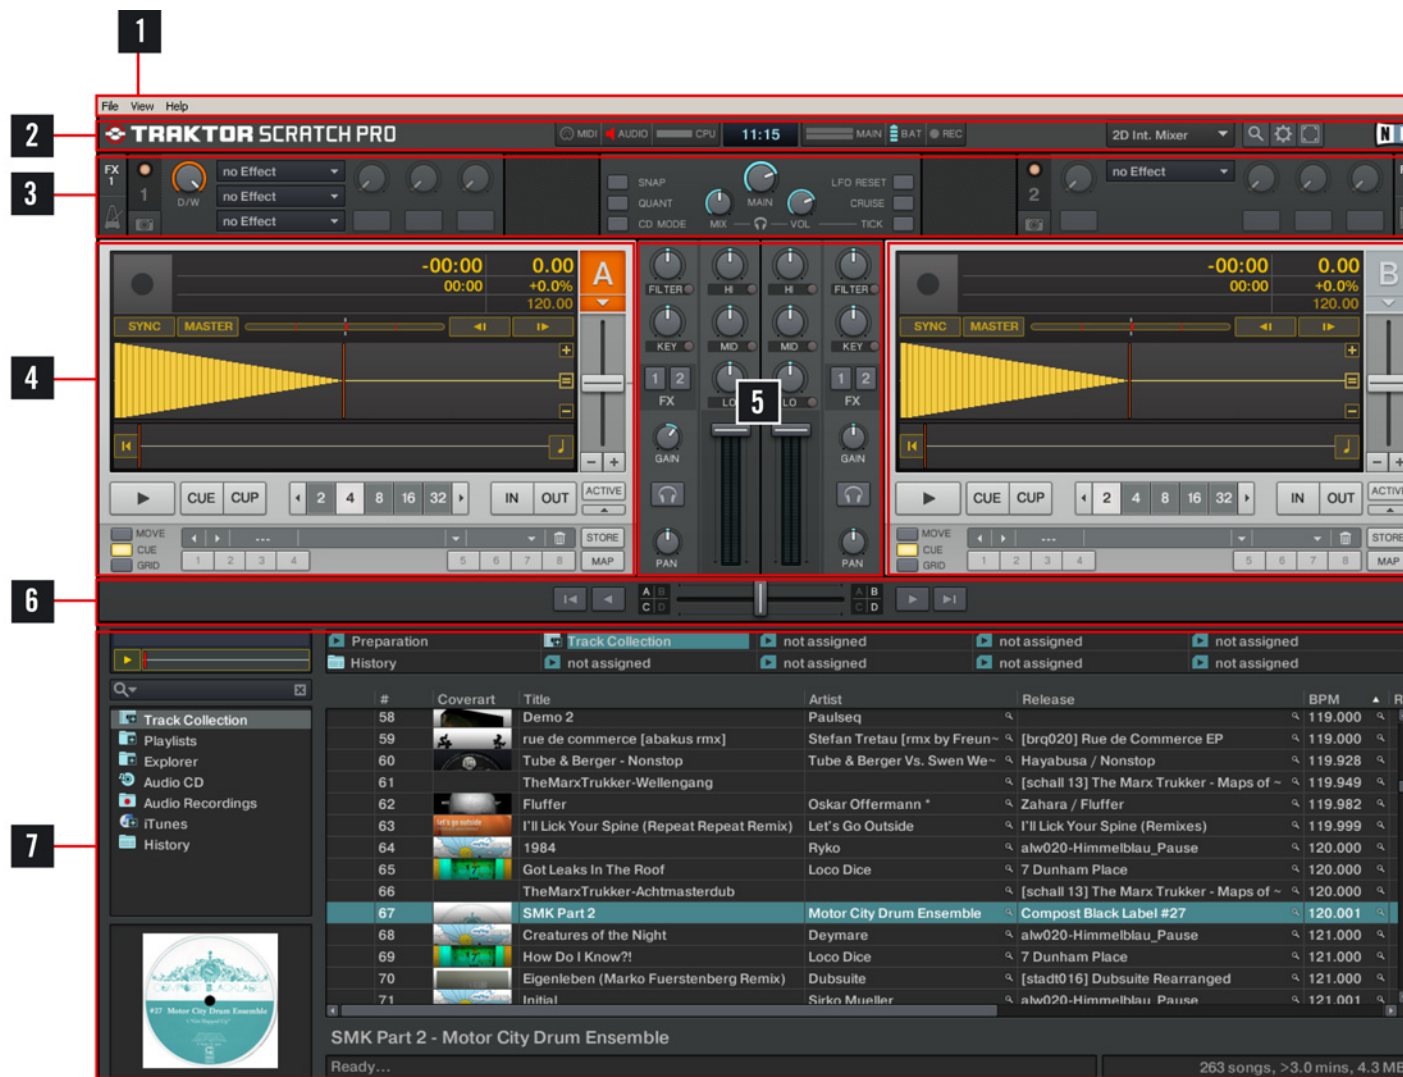 1
File View Help
2
TRAKTOR SCRATCH PRO MIDI AUDIO CPU 11:15 MAIN BAT REC 2D Int. Mixer N
3
FX 1 1 D/W no Effect
no Effect
no Effect
SNAP MAIN LFO RESET
QUANT CRUISE
CD MODE MIX VOL TICK
2 no Effect
4
-00:00 0.00 A
00:00 +0.0%
120.00
SYNC MASTER
CUE CUP 2 4 8 16 32 IN OUT ACTIVE
MOVE --- STORE
CUE
GRID 1 2 3 4 5 6 7 8 MAP
5
FILTER HI HI FILTER
KEY MID MID KEY
1 2 LO LO 1 2
FX FX
GAIN GAIN
PAN PAN
-00:00 0.00 B
00:00 +0.0%
120.00
SYNC MASTER
CUE CUP 2 4 8 16 32 IN OUT ACTIV
MOVE --- STORE
CUE
GRID 1 2 3 4 5 6 7 8 MAP
6
A B C D A B C D
7
Preparation Track Collection not assigned not assigned not assigned
History not assigned not assigned not assigned not assigned
Track Collection
Playlists
Explorer
Audio CD
Audio Recordings
iTunes
History
# Coverart Title Artist Release BPM R
58 Demo 2 Paulseq 119.000
59 rue de commerce [abakus rmx] Stefan Tretau [rmx by Freun~ [brq020] Rue de Commerce EP 119.000
60 Tube & Berger - Nonstop Tube & Berger Vs. Swen We~ Hayabusa / Nonstop 119.928
61 TheMarxTrukker-Wellengang [schall 13] The Marx Trukker - Maps of ~ 119.949
62 Fluffer Oskar Offermann * Zahara / Fluffer 119.982
63 I'll Lick Your Spine (Repeat Repeat Remix) Let's Go Outside I'll Lick Your Spine (Remixes) 119.999
64 1984 Ryko alw020-Himmelblau_Pause 120.000
65 Got Leaks In The Roof Loco Dice 7 Dunham Place 120.000
66 TheMarxTrukker-Achtmasterdub [schall 13] The Marx Trukker - Maps of ~ 120.000
67 SMK Part 2 Motor City Drum Ensemble Compost Black Label #27 120.001
68 Creatures of the Night Deymare alw020-Himmelblau_Pause 121.000
69 How Do I Know?! Loco Dice 7 Dunham Place 121.000
70 Eigenleben (Marko Fuerstenberg Remix) Dubsuite [stadt016] Dubsuite Rearranged 121.000
71 Initial Sirko Mueller alw020-Himmelblau Pause 121.001
#27 Motor City Drum Ensemble
SMK Part 2 - Motor City Drum Ensemble
Ready...
263 songs, >3.0 mins, 4.3 ME